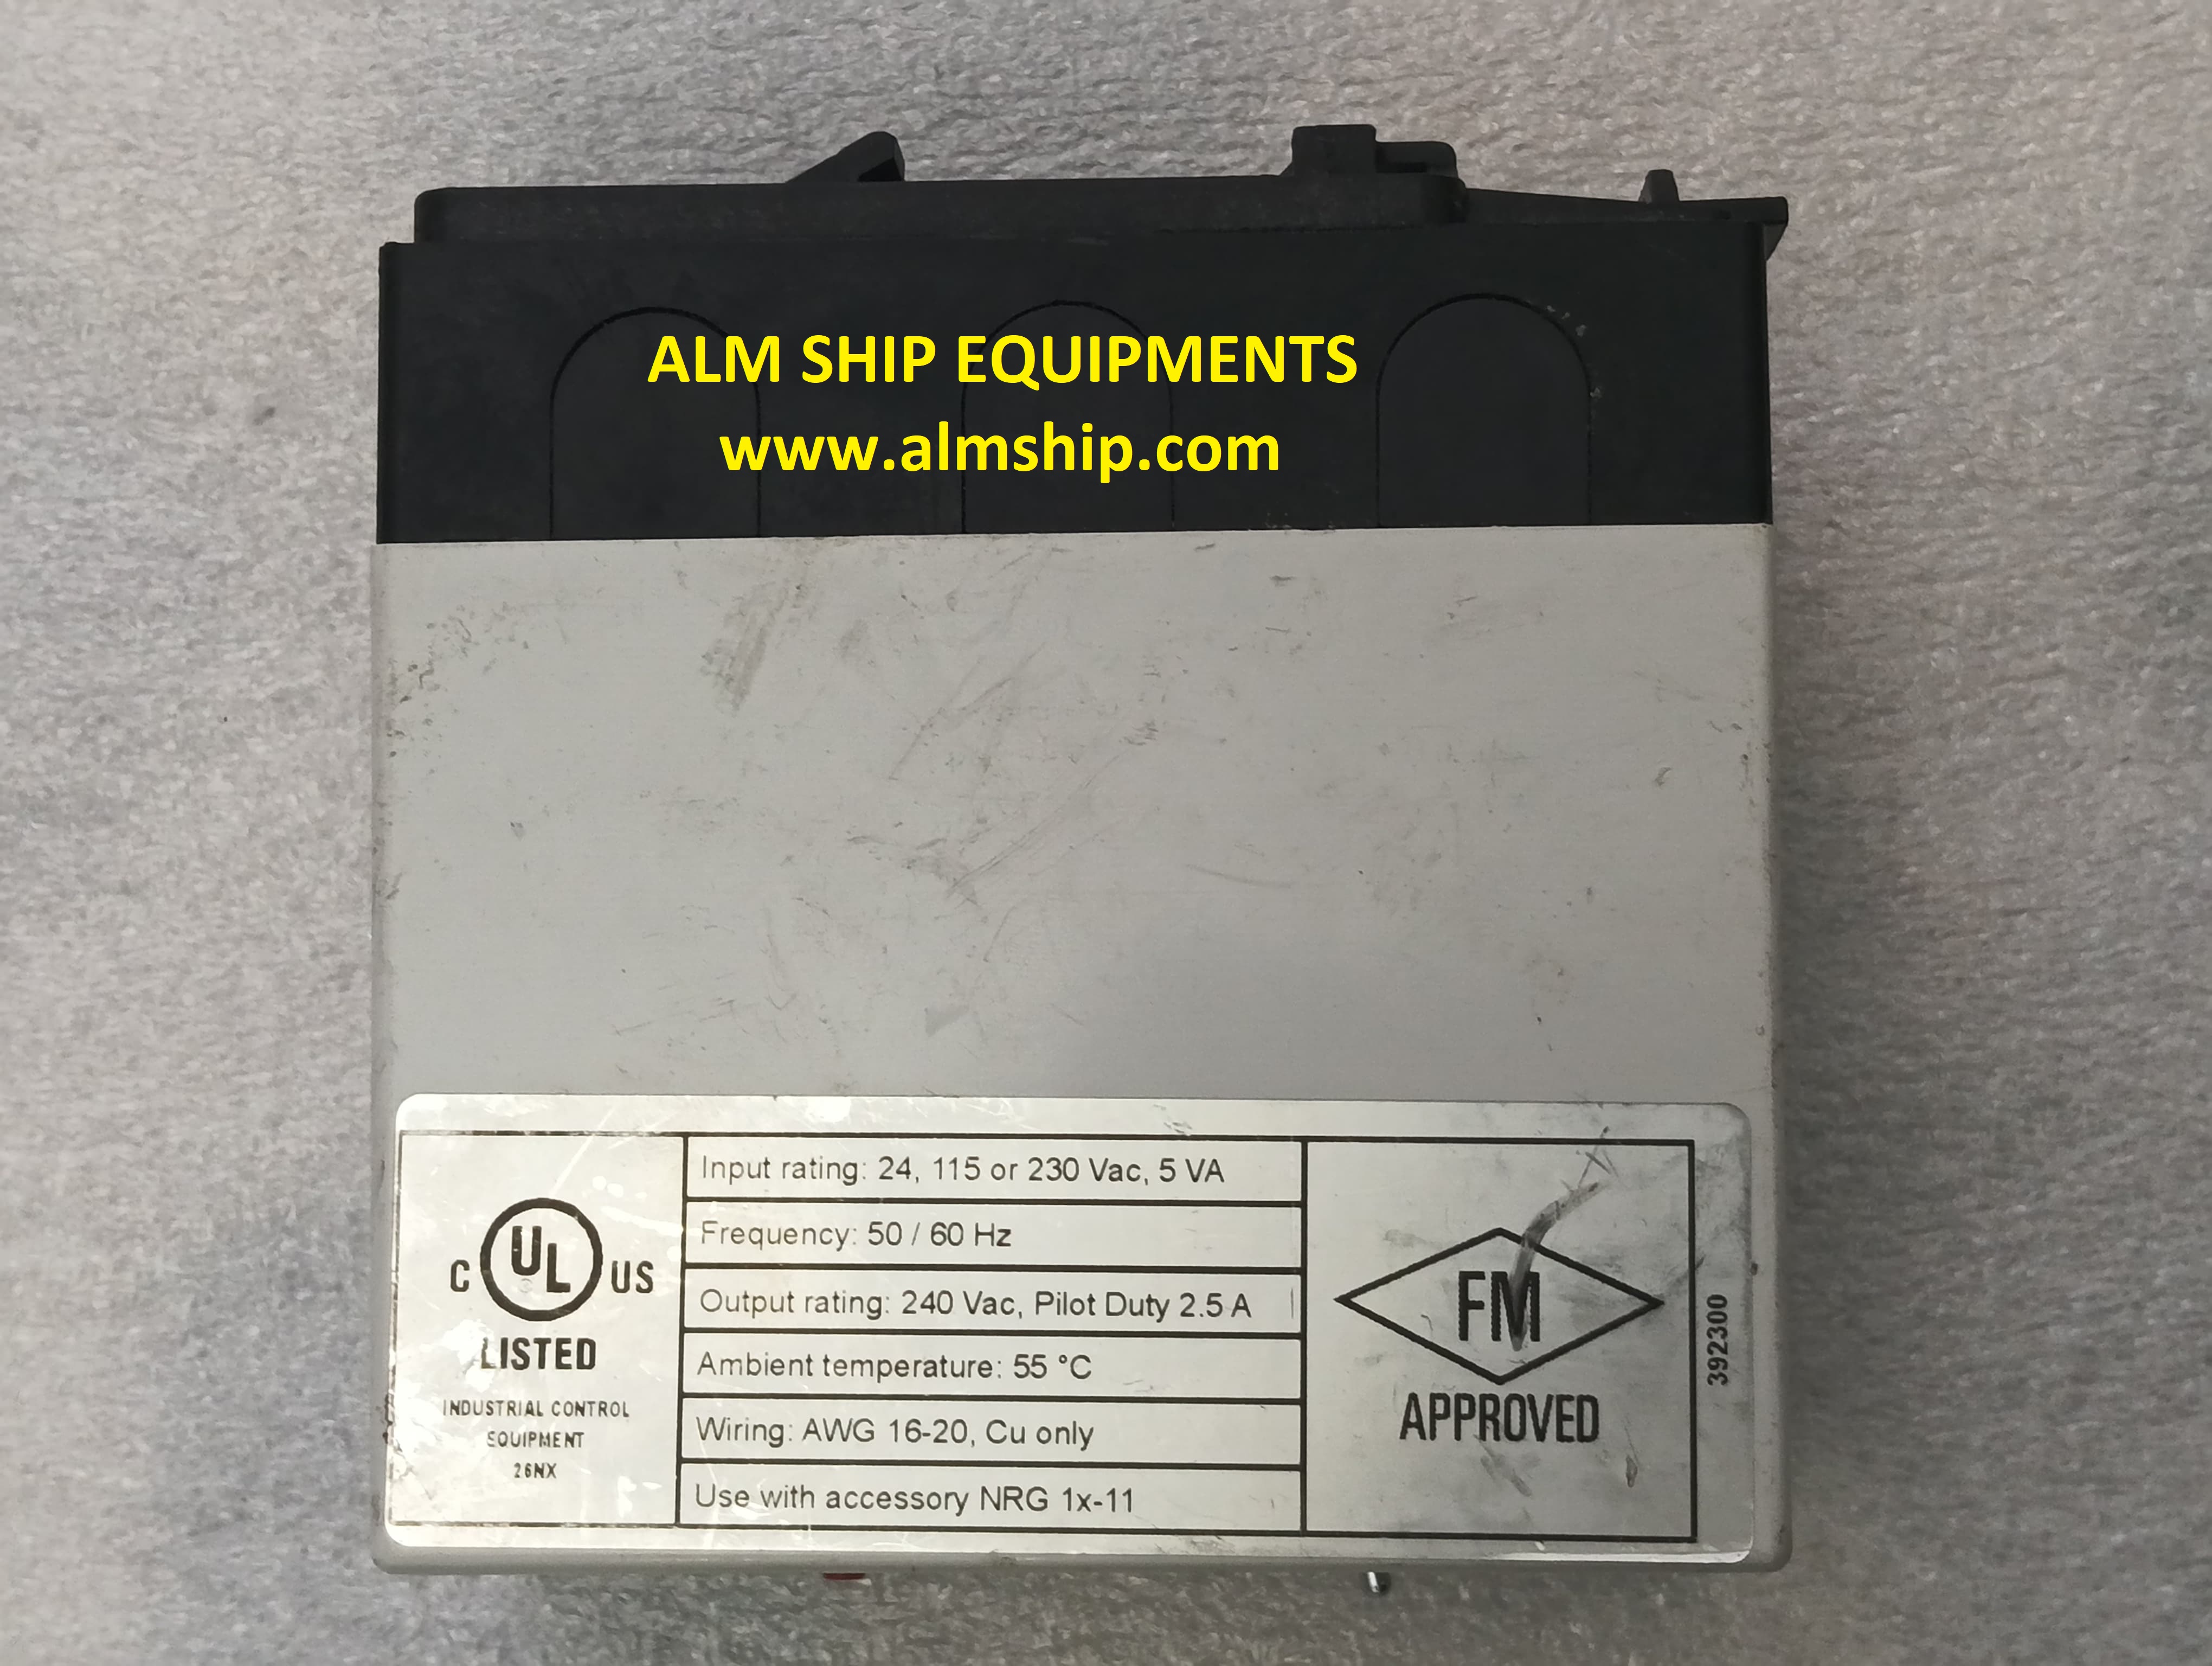 ALM SHIP EQUIPMENTS
www.almship.com
C UL US
LISTED
INDUSTRIAL CONTROL
EQUIPMENT
26NX
Input rating: 24, 115 or 230 Vac, 5 VA
Frequency: 50 / 60 Hz
Output rating: 240 Vac, Pilot Duty 2.5 A
Ambient temperature: 55 °C
Wiring: AWG 16-20, Cu only
Use with accessory NRG 1x-11
FM
APPROVED
392300